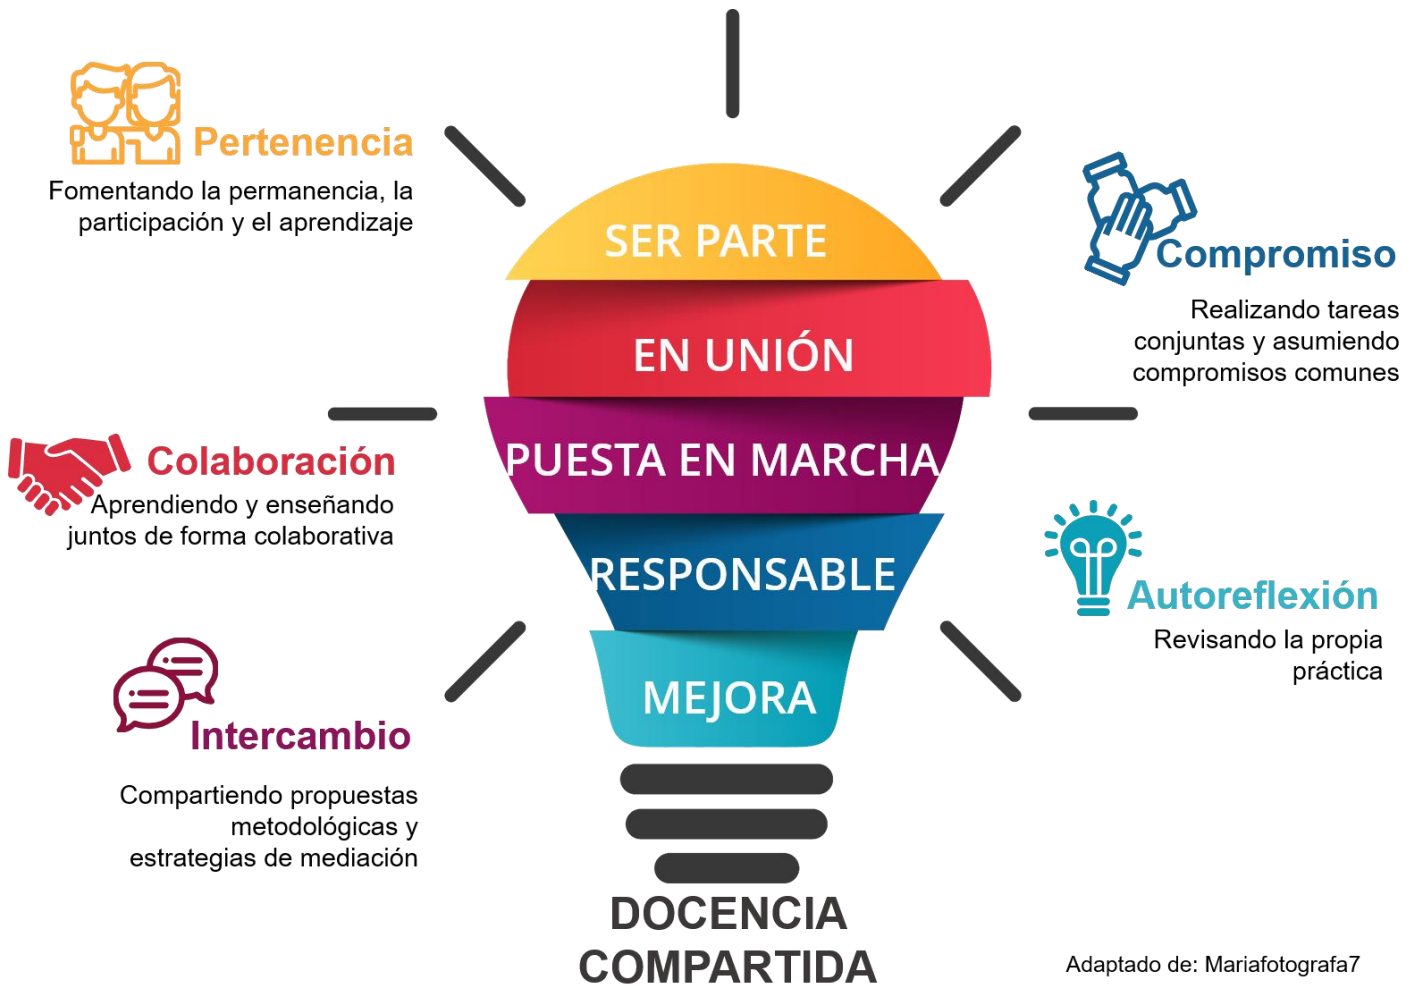 Pertenencia
Fomentando la permanencia, la
participación y el aprendizaje
Colaboración
Aprendiendo y enseñando
juntos de forma colaborativa
Intercambio
Compartiendo propuestas
metodológicas y
estrategias de mediación
SER PARTE
EN UNIÓN
PUESTA EN MARCHA
RESPONSABLE
MEJORA
DOCENCIA
COMPARTIDA
Compromiso
Realizando tareas
conjuntas y asumiendo
compromisos comunes
Autoreflexión
Revisando la propia
práctica
Adaptado de: Mariafotografa7